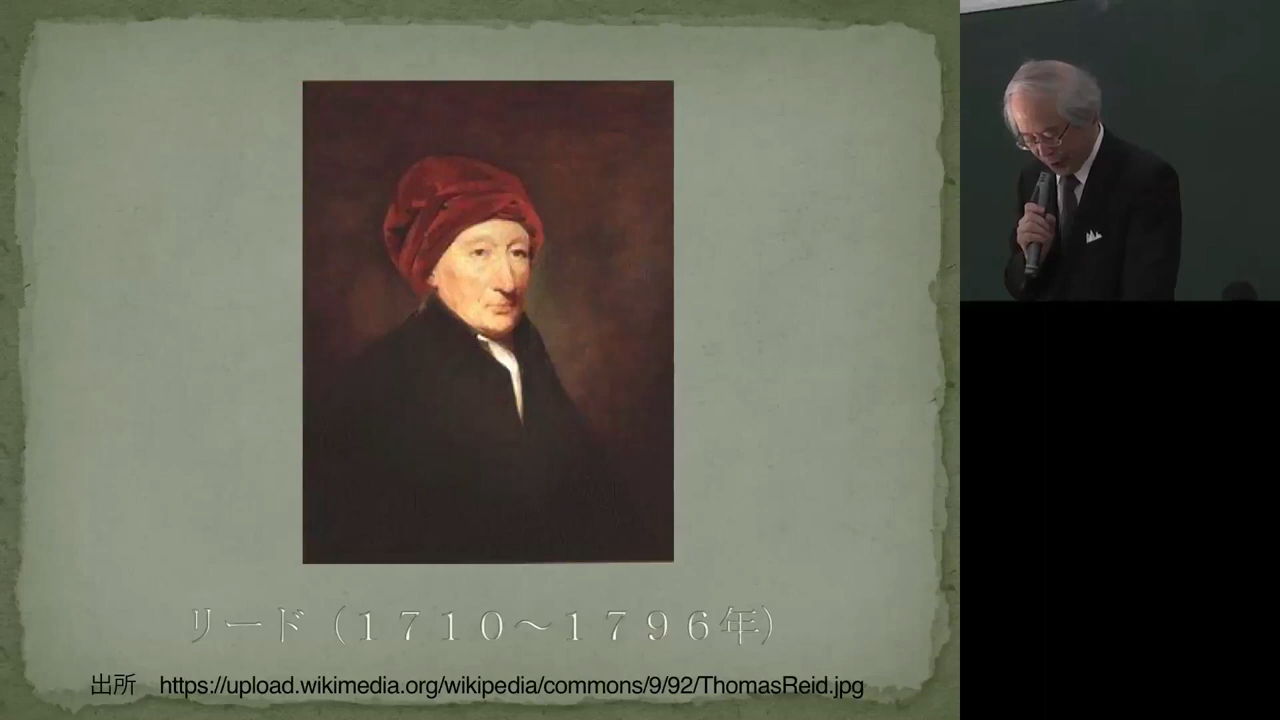 リード（１７１０～１７９６年）
出所　https://upload.wikimedia.org/wikipedia/commons/9/92/ThomasReid.jpg